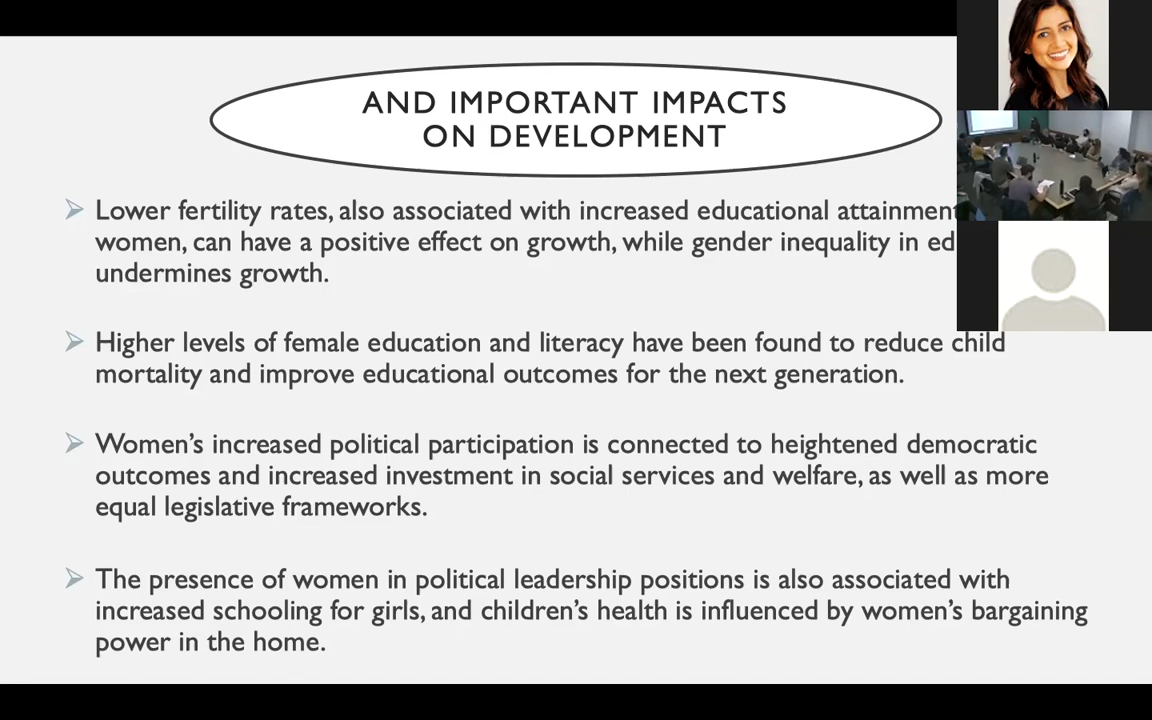 AND IMPORTANT IMPACTS
ON DEVELOPMENT
Lower fertility rates, also associated with increased educational attainment
women, can have a positive effect on growth, while gender inequality in
undermines growth.
Higher levels of female education and literacy have been found to reduce child
mortality and improve educational outcomes for the next generation.
Women's increased political participation is connected to heightened democratic
outcomes and increased investment in social services and welfare, as well as more
equal legislative frameworks.
The presence of women in political leadership positions is also associated with
increased schooling for girls, and children's health is influenced by women's bargaining
power in the home.